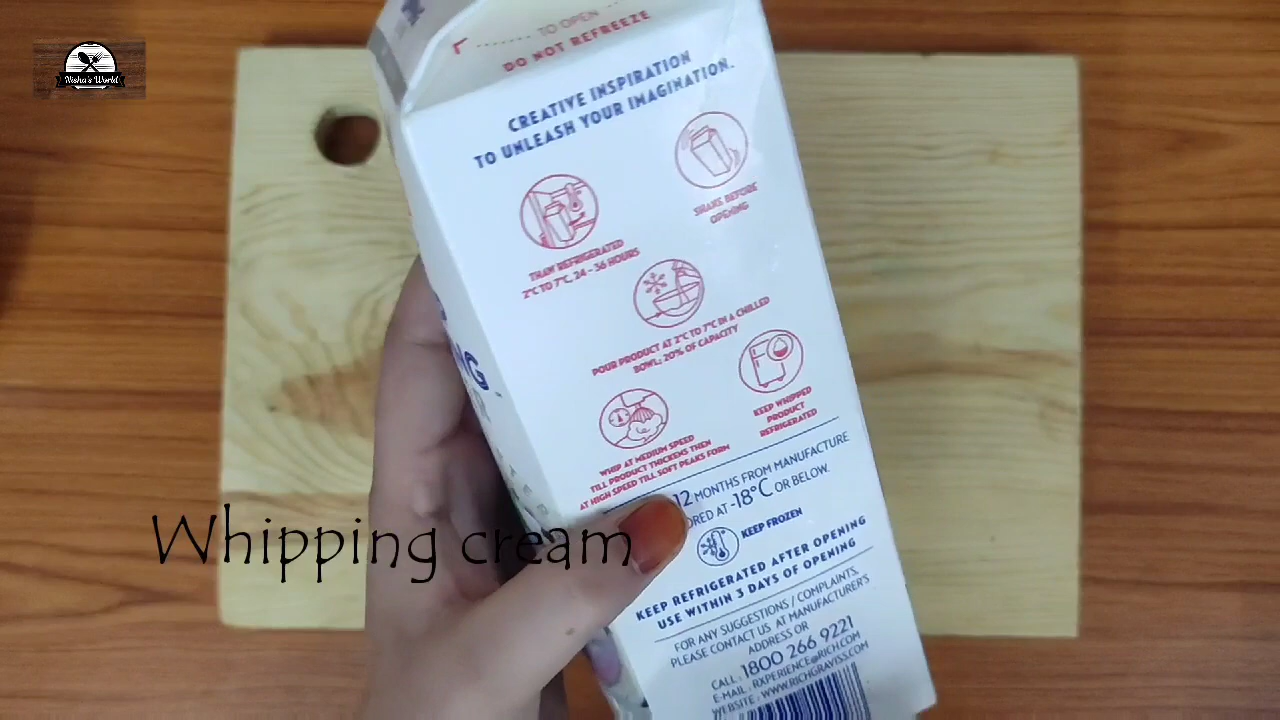 Nisha's World
TO OPEN
DO NOT REFREEZE
CREATIVE INSPIRATION
TO UNLEASH YOUR IMAGINATION.
SHAKE BEFORE
OPENING
THAW REFRIGERATED
2°C TO 7°C, 24 - 36 HOURS
POUR PRODUCT AT 2°C TO 7°C IN A CHILLED
BOWL; 20% OF CAPACITY
KEEP WHIPPED
PRODUCT
REFRIGERATED
WHIP AT MEDIUM SPEED
TILL PRODUCT THICKENS THEN
AT HIGH SPEED TILL SOFT PEAKS FORM
12 MONTHS FROM MANUFACTURE
AT -18°C OR BELOW.
KEEP FROZEN
KEEP REFRIGERATED AFTER OPENING
USE WITHIN 3 DAYS OF OPENING
FOR ANY SUGGESTIONS / COMPLAINTS,
PLEASE CONTACT US AT MANUFACTURER'S
ADDRESS OR
CALL : 1800 266 9221
E-MAIL : RXPERIENCE@RICH.COM
WEBSITE : WWW.RICHGRAVISS.COM
Whipping cream